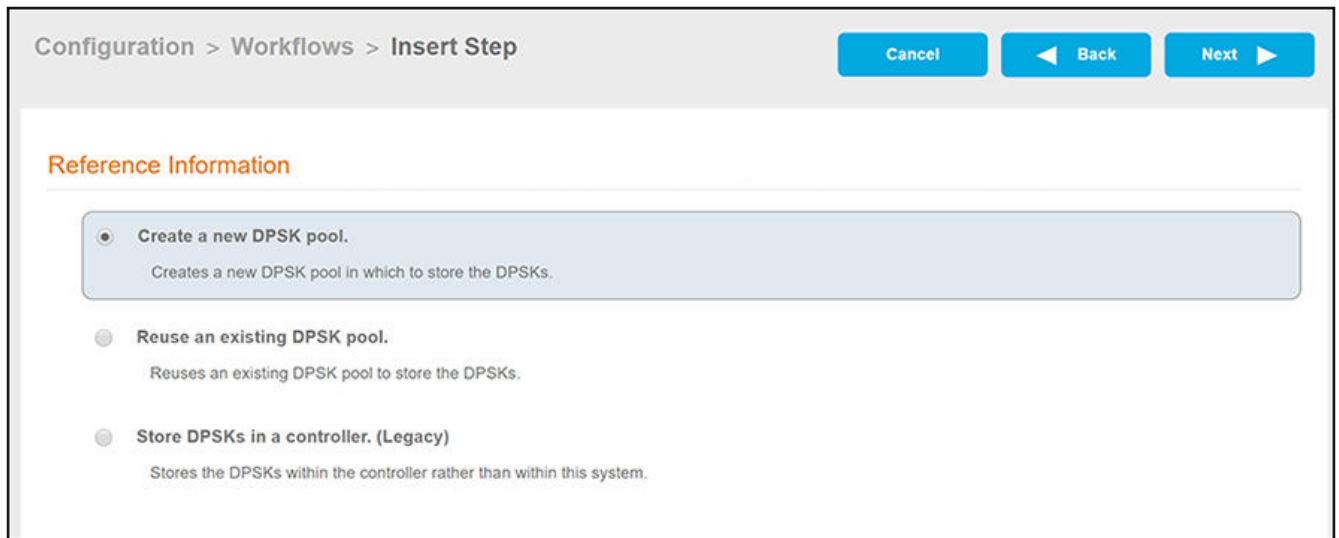 Configuration > Workflows > Insert Step
Cancel
Back
Next
Reference Information
Create a new DPSK pool.
Creates a new DPSK pool in which to store the DPSKs.
Reuse an existing DPSK pool.
Reuses an existing DPSK pool to store the DPSKs.
Store DPSKs in a controller. (Legacy)
Stores the DPSKs within the controller rather than within this system.